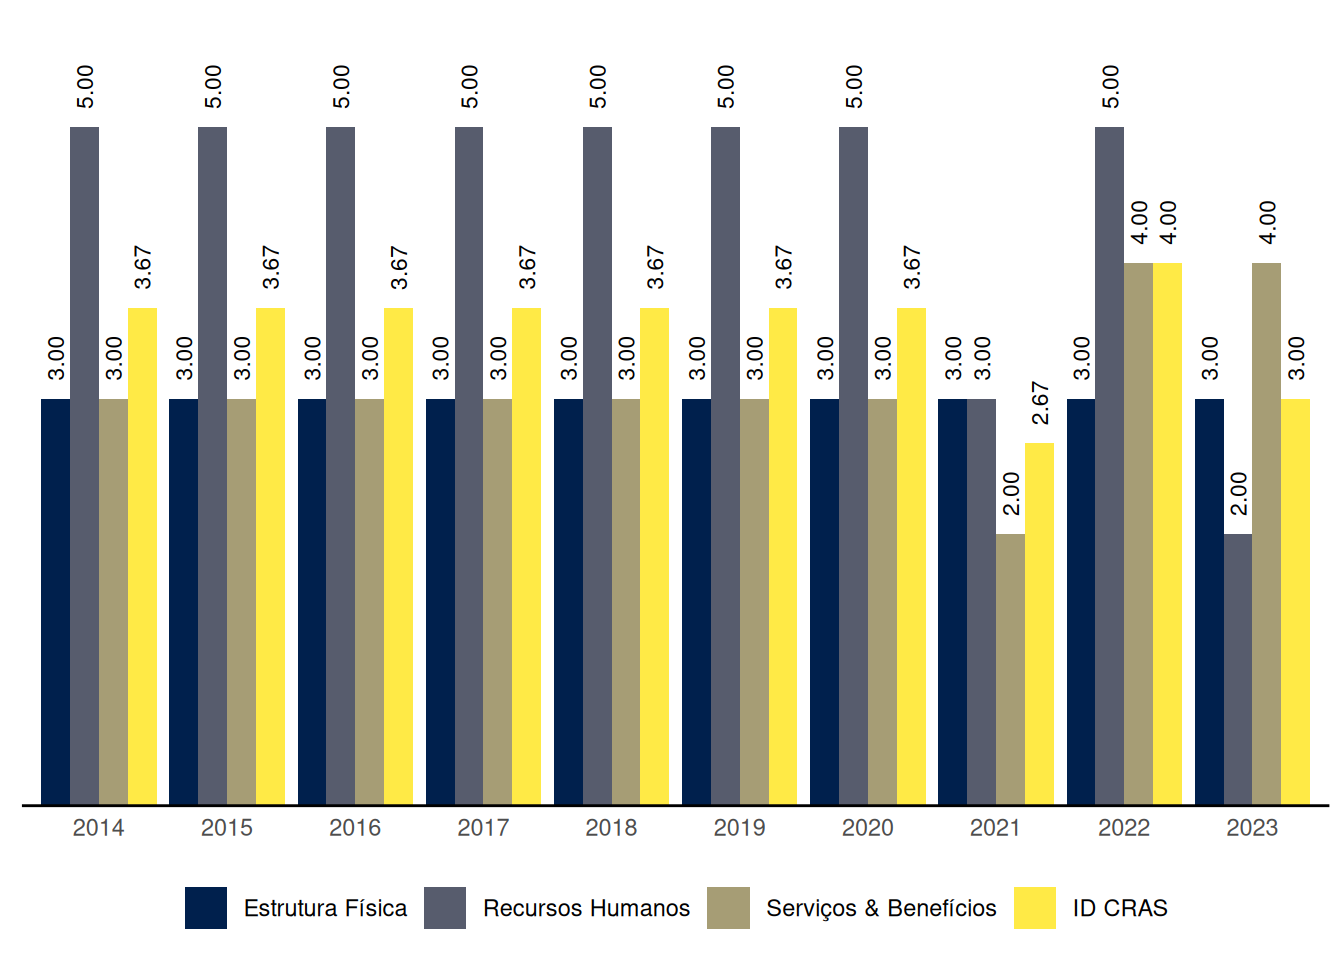 5.00 5.00 5.00 5.00 5.00 5.00 5.00 5.00
4.00 4.00 4.00
3.67 3.67 3.67 3.67 3.67 3.67 3.67
3.00 3.00 3.00 3.00 3.00 3.00 3.00 3.00 3.00 3.00 3.00 3.00 3.00 3.00 3.00 3.00 3.00 3.00 3.00
2.67
2.00 2.00
2014 2015 2016 2017 2018 2019 2020 2021 2022 2023
Estrutura Física Recursos Humanos Serviços & Benefícios ID CRAS